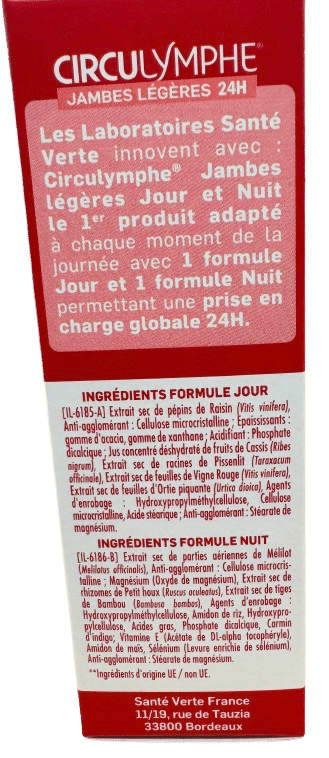 CIRCULYMPHE®
JAMBES LÉGÈRES 24H
Les Laboratoires Santé
Verte innovent avec :
Circulymphe® Jambes
légères Jour et Nuit
le 1er produit adapté
à chaque moment de la
journée avec 1 formule
Jour et 1 formule Nuit
permettant une prise en
charge globale 24H.
INGRÉDIENTS FORMULE JOUR
[IL-6185-A] Extrait sec de pépins de Raisin (Vitis vinifera),
Anti-agglomérant : Cellulose microcristalline ; Epaississants :
gomme d'acacia, gomme de xanthane ; Acidifiant : Phosphate
dicalcique ; Jus concentré déshydraté de fruits de Cassis (Ribes
nigrum), Extrait sec de racines de Pissenlit (Taraxacum
officinale), Extrait sec de feuilles de Vigne Rouge (Vitis vinifera),
Extrait sec de feuilles d'Ortie piquante (Urtica dioica), Agents
d'enrobage : Hydroxypropylméthylcellulose, Cellulose
microcristalline, Acide stéarique ; Anti-agglomérant : Stéarate de
magnésium.
INGRÉDIENTS FORMULE NUIT
[IL-6186-B] Extrait sec de parties aériennes de Mélilot
(Melilotus officinalis), Anti-agglomérant : Cellulose microcris-
talline ; Magnésium (Oxyde de magnésium), Extrait sec de
rhizomes de Petit houx (Ruscus aculeatus), Extrait sec de tiges
de Bambou (Bambusa bambos), Agents d'enrobage :
Hydroxypropylméthylcellulose, Amidon de riz, Hydroxypro-
pylcellulose, Acides gras, Phosphate dicalcique, Carmin
d'indigo; Vitamine E (Acétate de DL-alpha tocophéryle),
Amidon de maïs, Sélénium (Levure enrichie de sélénium),
Anti-agglomérant : Stéarate de magnésium.
**Ingrédients d'origine UE / non UE.
Santé Verte France
11/19, rue de Tauzia
33800 Bordeaux